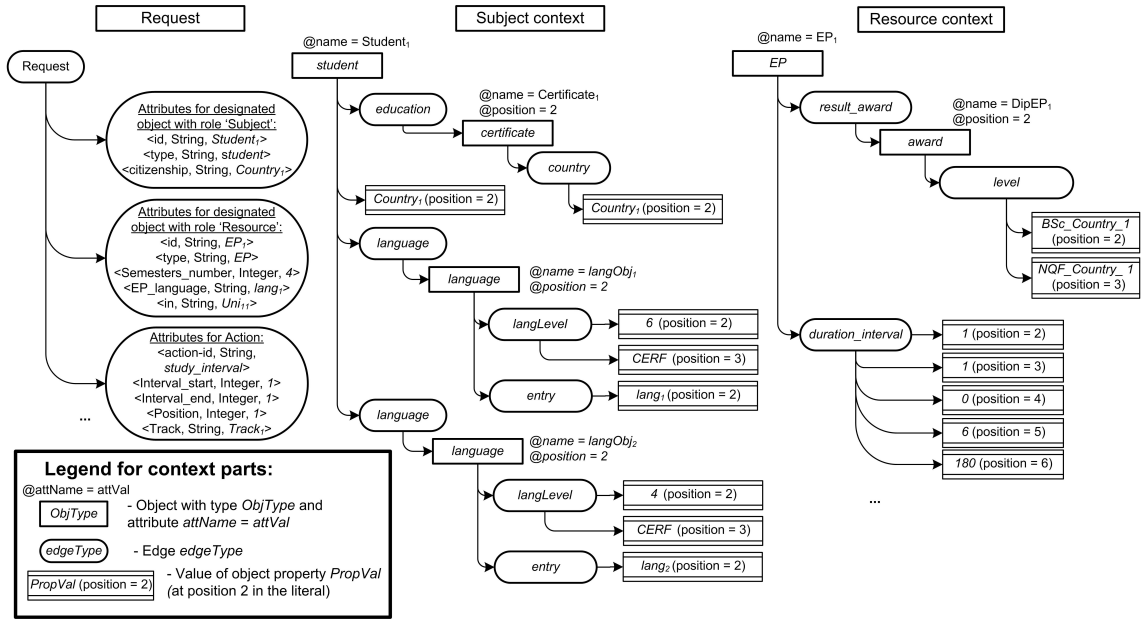 Request
Request
Attributes for designated
object with role ‘Subject’:
<id, String, Student1>
<type, String, student>
<citizenship, String, Country1>
Attributes for designated
object with role ‘Resource’:
<id, String, EP1>
<type, String, EP>
<Semesters_number, Integer, 4>
<EP_language, String, lang1>
<in, String, Uni11>
Attributes for Action:
<action-id, String,
study_interval>
<Interval_start, Integer, 1>
<Interval_end, Integer, 1>
<Position, Integer, 1>
<Track, String, Track1>
...
Subject context
@name = Student1
student
education
@name = Certificate1
@position = 2
certificate
country
Country1 (position = 2)
Country1 (position = 2)
language
language
@name = langObj1
@position = 2
langLevel
6 (position = 2)
CERF (position = 3)
entry
lang1 (position = 2)
language
language
@name = langObj2
@position = 2
langLevel
4 (position = 2)
CERF (position = 3)
entry
lang2 (position = 2)
Resource context
@name = EP1
EP
result_award
@name = DipEP1
@position = 2
award
level
BSc_Country_1
(position = 2)
NQF_Country_ 1
(position = 3)
duration_interval
1 (position = 2)
1 (position = 3)
0 (position = 4)
6 (position = 5)
180 (position = 6)
...
Legend for context parts:
@attName = attVal
ObjType
- Object with type ObjType and
attribute attName = attVal
edgeType
- Edge edgeType
PropVal (position = 2)
- Value of object property PropVal
(at position 2 in the literal)